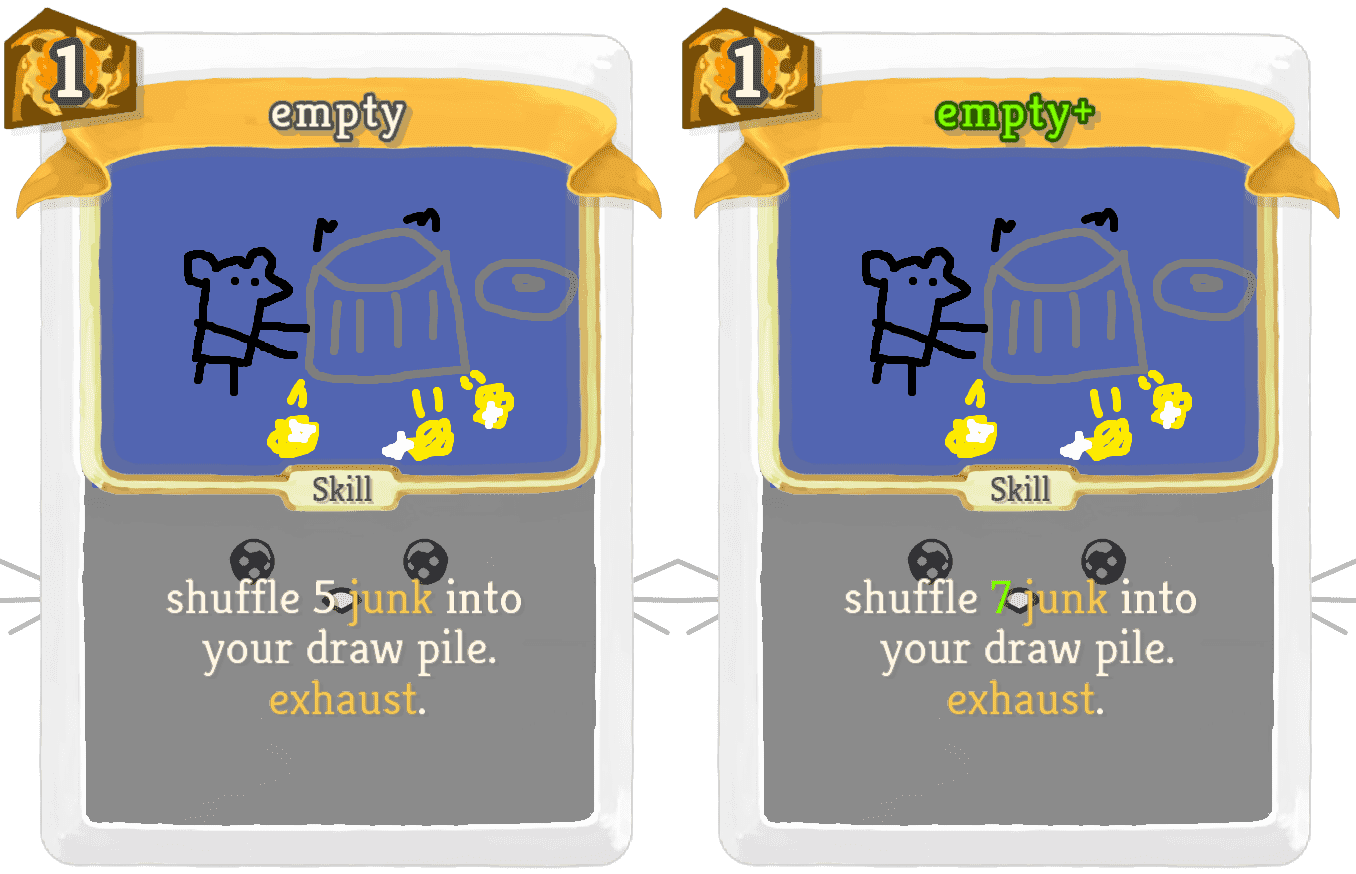 1
empty
Skill
shuffle 5 junk into
your draw pile.
exhaust.
1
empty+
Skill
shuffle 7 junk into
your draw pile.
exhaust.